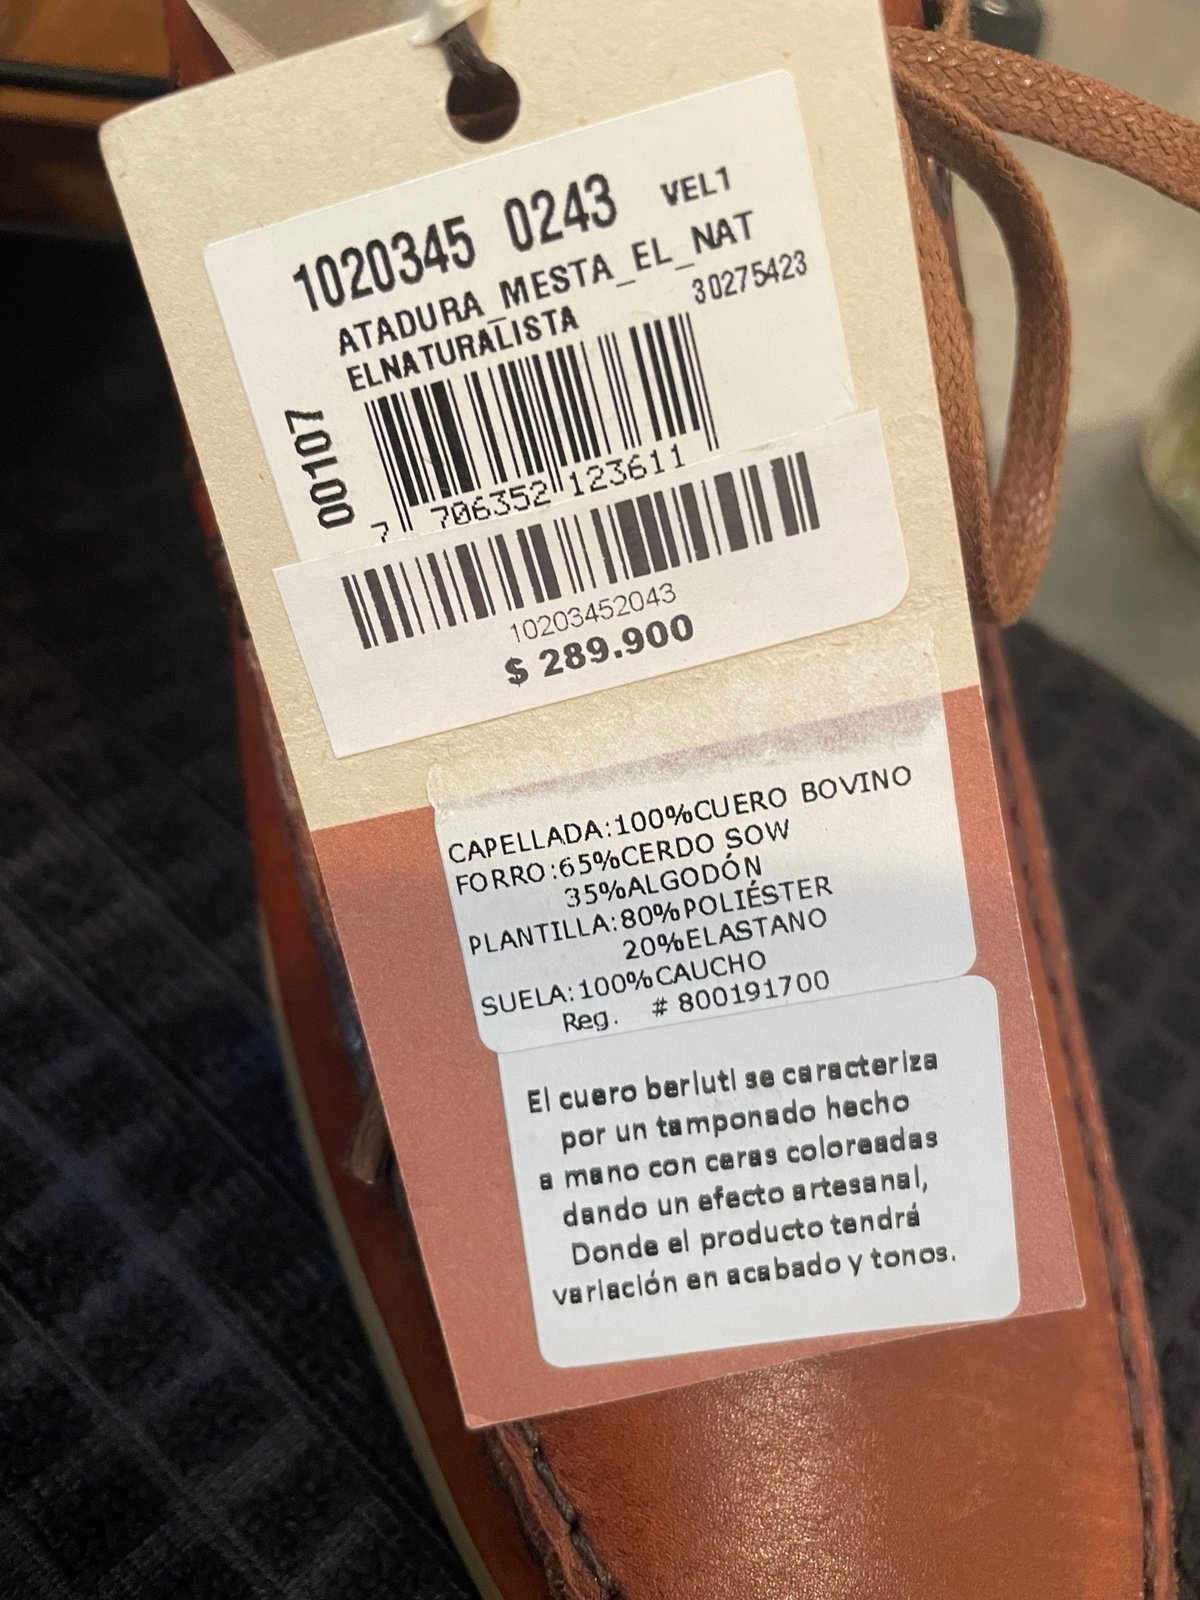 1020345 0243 VEL1
ATADURA_MESTA_EL_NAT
ELNATURALISTA 30275423
00107
7 706352 123611
10203452043
$ 289.900
CAPELLADA:100%CUERO BOVINO
FORRO:65%CERDO SOW
35%ALGODÓN
PLANTILLA:80%POLIÉSTER
20%ELASTANO
SUELA:100%CAUCHO
Reg. # 800191700
El cuero berluti se caracteriza
por un tamponado hecho
a mano con ceras coloreadas
dando un efecto artesanal,
Donde el producto tendrá
variación en acabado y tonos.